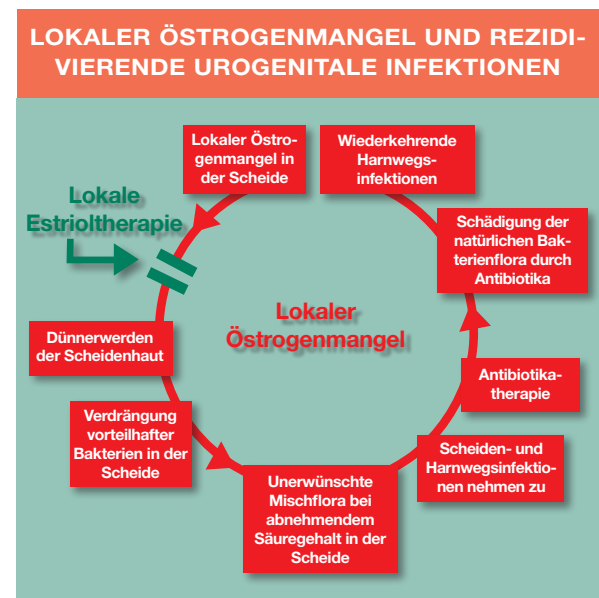 LOKALER ÖSTROGENMANGEL UND REZIDI-
VIERENDE UROGENITALE INFEKTIONEN
Lokaler Östro-
genmangel in
der Scheide
Wiederkehrende
Harnwegs-
infektionen
Lokale
Estrioltherapie
Schädigung der
natürlichen Bak-
terienflora durch
Antibiotika
Lokaler
Östrogenmangel
Dünnerwerden
der Scheidenhaut
Antibiotika-
therapie
Verdrängung
vorteilhafter
Bakterien in der
Scheide
Scheiden- und
Harnwegsinfektio-
nen nehmen zu
Unerwünschte
Mischflora bei
abnehmendem
Säuregehalt in der
Scheide